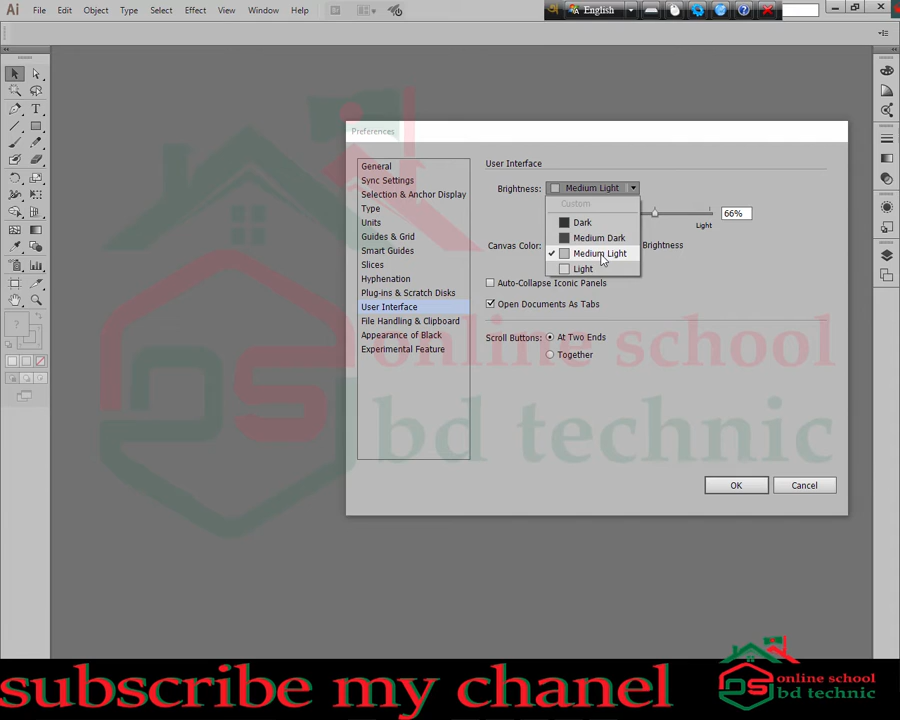 Ai File Edit Object Type Select Effect View Window Help
English
Preferences
General
Sync Settings
Selection & Anchor Display
Type
Units
Guides & Grid
Smart Guides
Slices
Hyphenation
Plug-ins & Scratch Disks
User Interface
File Handling & Clipboard
Appearance of Black
Experimental Feature
User Interface
Brightness: Medium Light
Custom
Dark
Medium Dark
Medium Light
Light
66%
Light
Canvas Color: Brightness
Auto-Collapse Iconic Panels
Open Documents As Tabs
Scroll Buttons: At Two Ends
Together
OK Cancel
online school
bd technic
subscribe my chanel
online school
bd technic